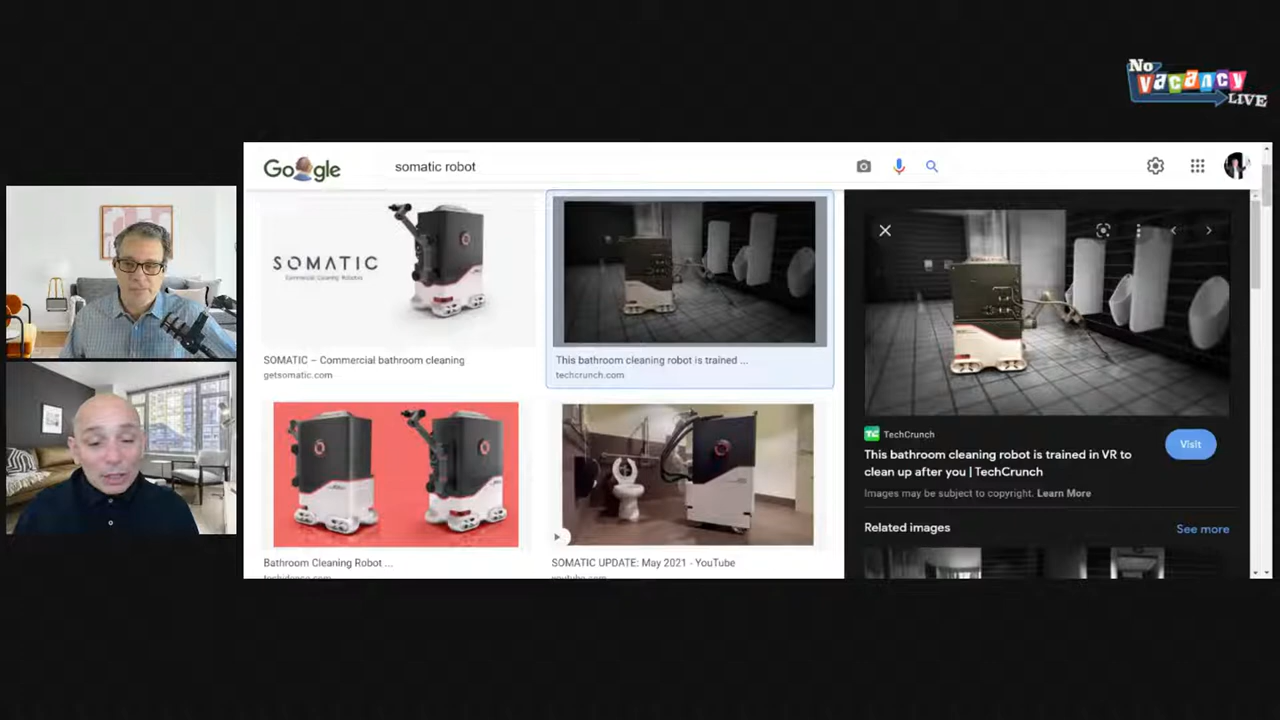 No
Vacancy
LIVE
Google
somatic robot
SOMATIC
Commercial Cleaning Robots
SOMATIC – Commercial bathroom cleaning
getsomatic.com
This bathroom cleaning robot is trained ...
techcrunch.com
Bathroom Cleaning Robot ...
SOMATIC UPDATE: May 2021 - YouTube
TC TechCrunch
This bathroom cleaning robot is trained in VR to
clean up after you | TechCrunch
Visit
Images may be subject to copyright. Learn More
Related images
See more